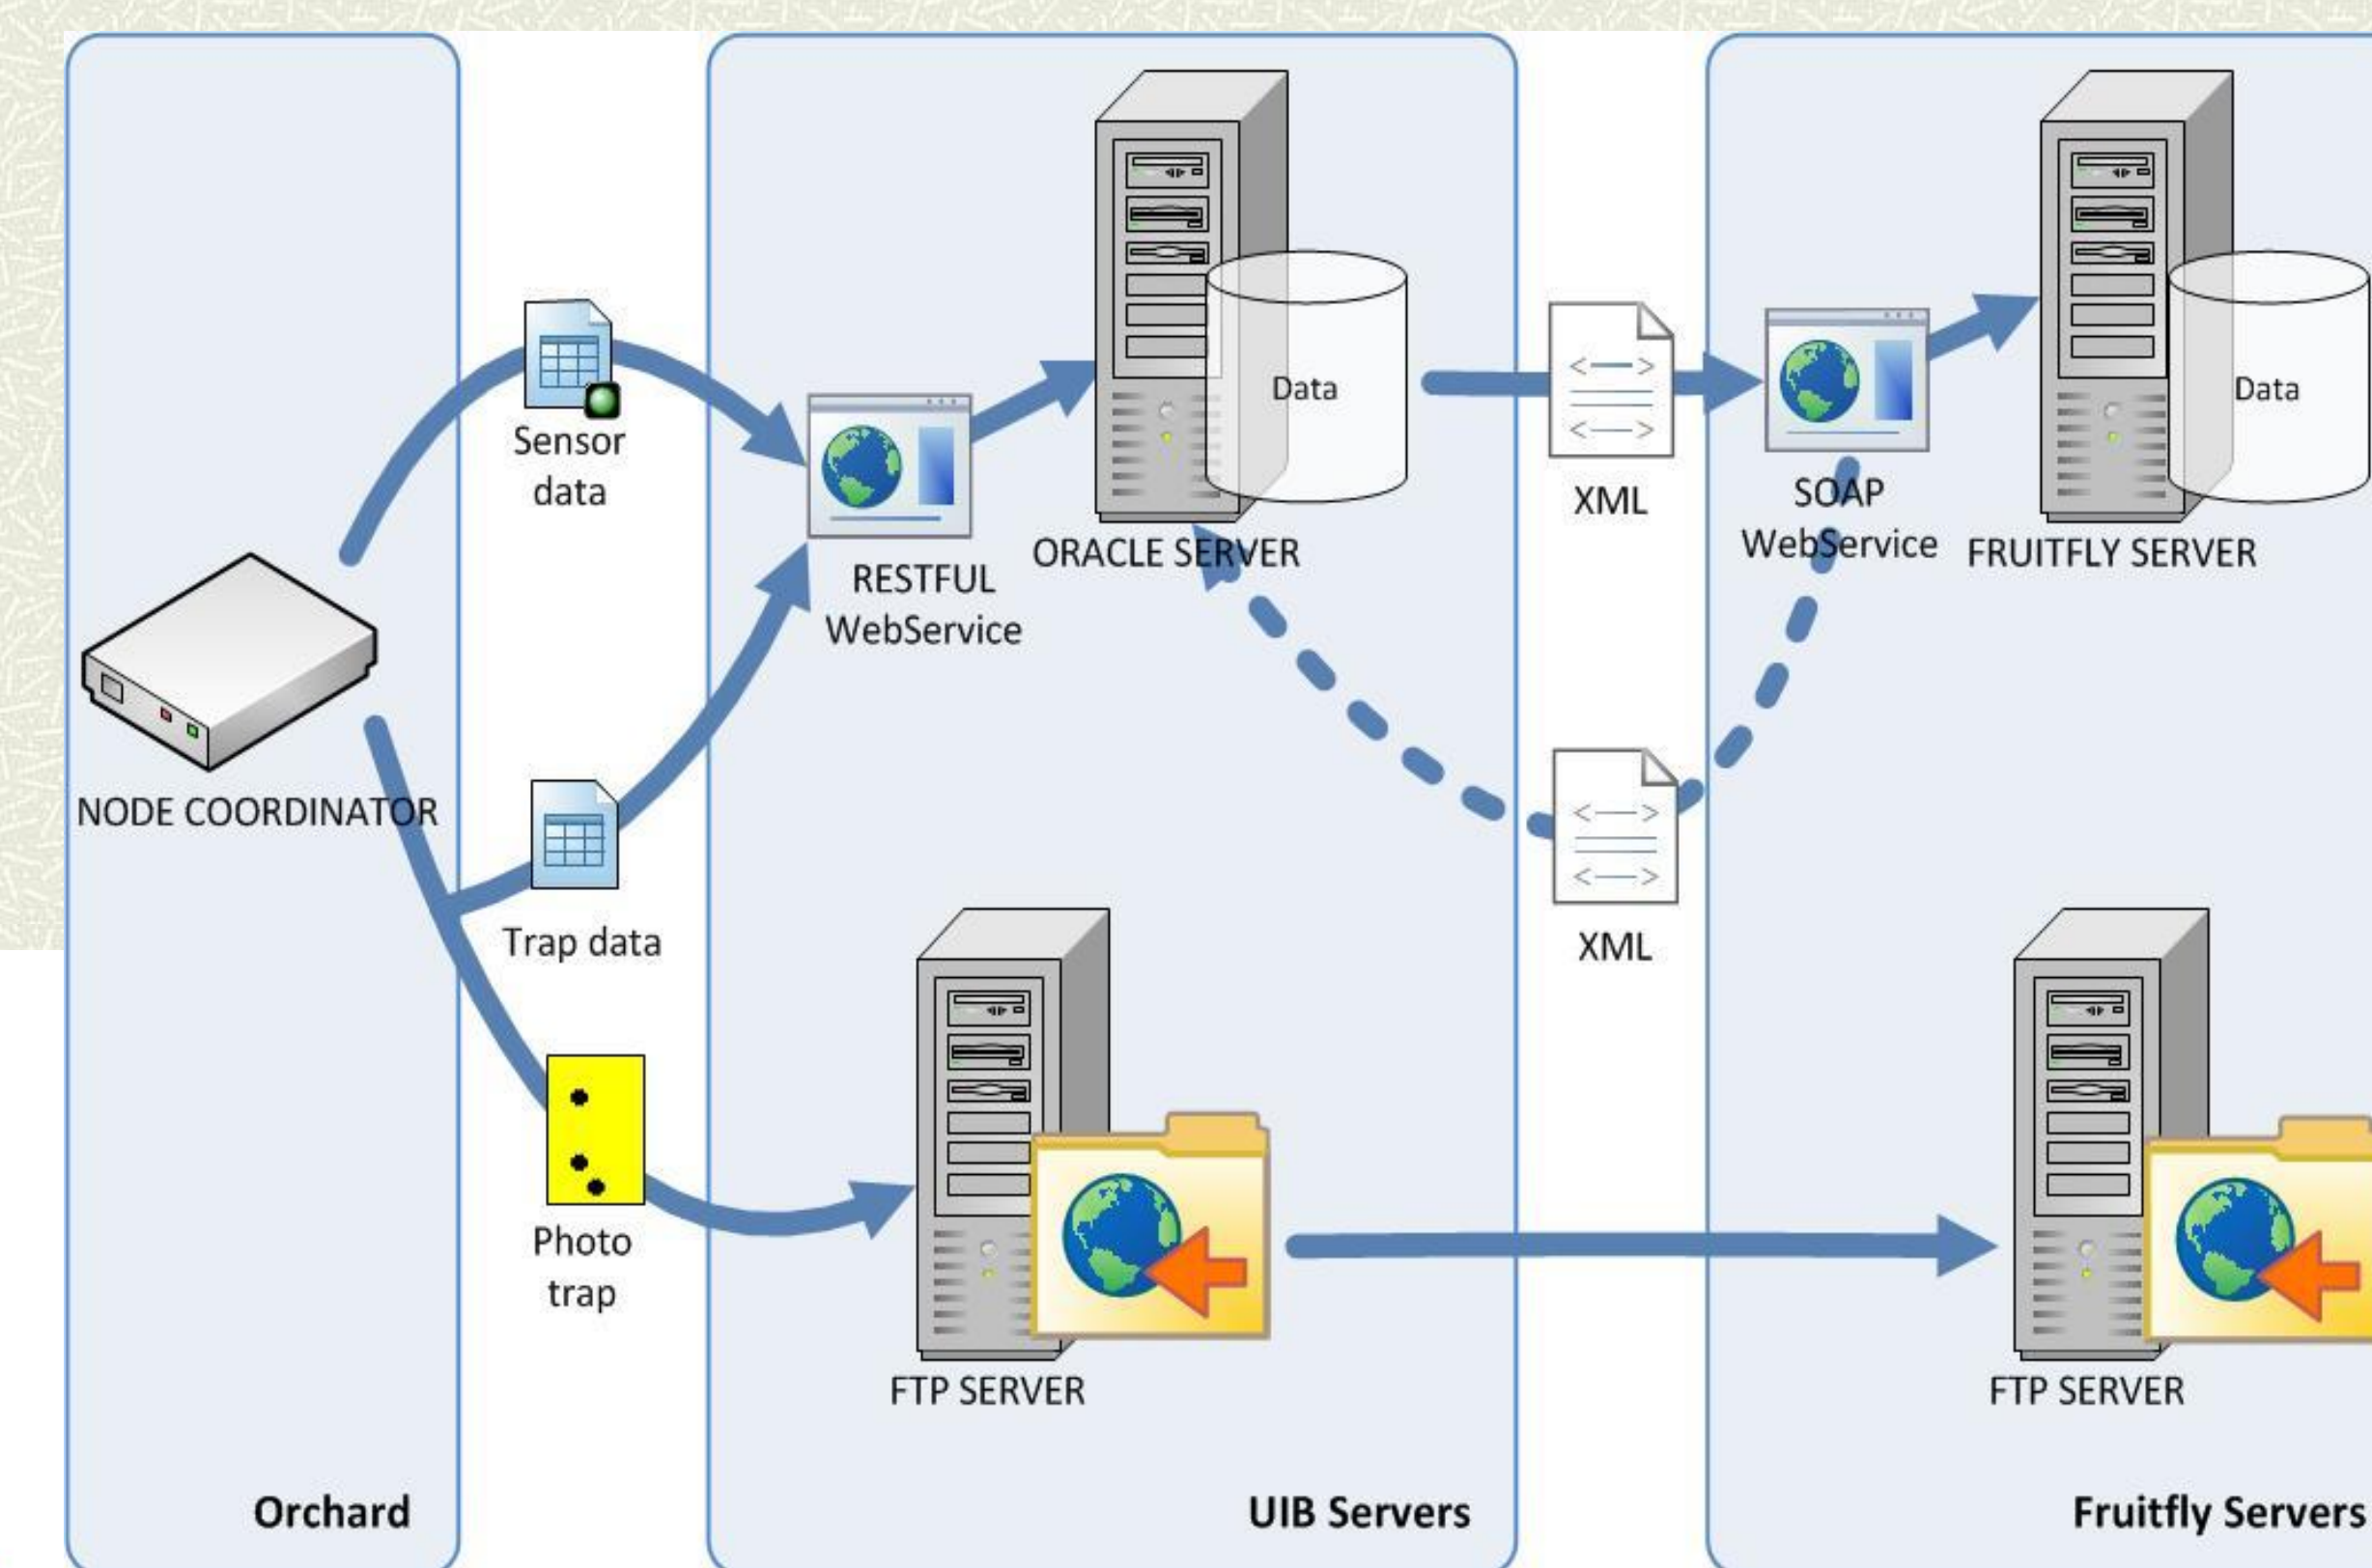 NODE COORDINATOR
Orchard
Sensor
data
Trap data
Photo
trap
RESTFUL
WebService
ORACLE SERVER
Data
FTP SERVER
UIB Servers
XML
XML
SOAP
WebService
FRUITFLY SERVER
Data
FTP SERVER
Fruitfly Servers